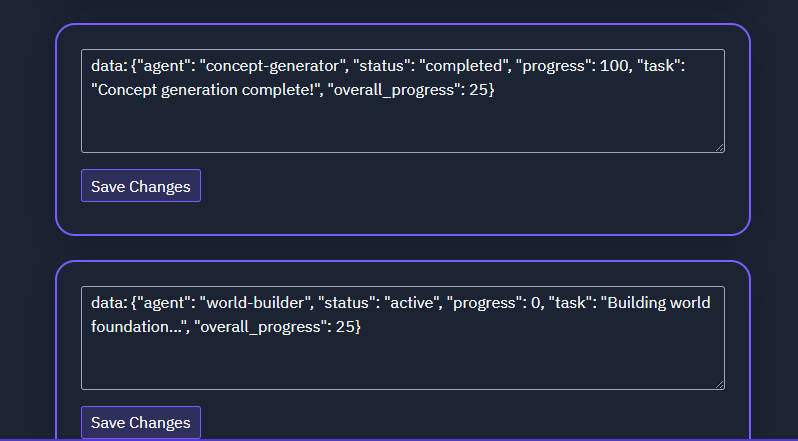 data: {"agent": "concept-generator", "status": "completed", "progress": 100, "task":
"Concept generation complete!", "overall_progress": 25}
Save Changes
data: {"agent": "world-builder", "status": "active", "progress": 0, "task": "Building world
foundation...", "overall_progress": 25}
Save Changes